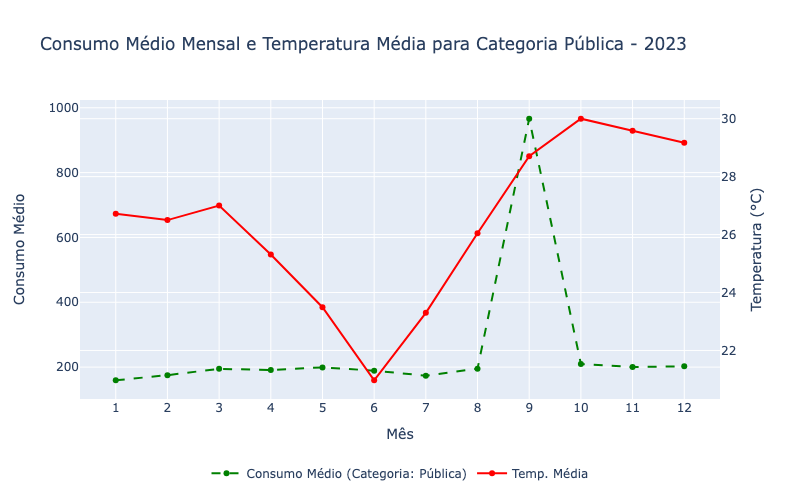 Consumo Médio Mensal e Temperatura Média para Categoria Pública - 2023
Consumo Médio
1000
800
600
400
200
30
28
26
24
22
Temperatura (°C)
1 2 3 4 5 6 7 8 9 10 11 12
Mês
Consumo Médio (Categoria: Pública) Temp. Média